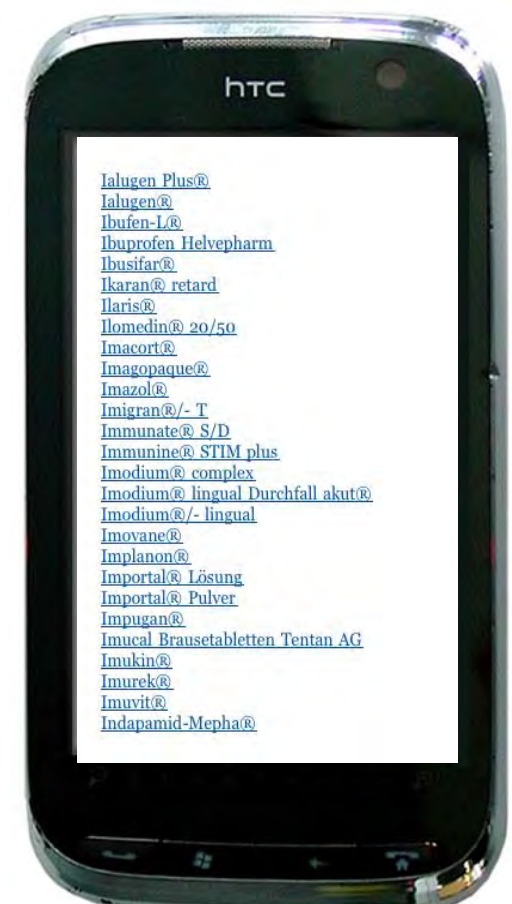 hTC
Ialugen Plus®
Ialugen®
Ibufen-L®
Ibuprofen Helvepharm
Ibusifar®
Ikaran® retard
Ilaris®
Ilomedin® 20/50
Imacort®
Imagopaque®
Imazol®
Imigran®/- T
Immunate® S/D
Immunine® STIM plus
Imodium® complex
Imodium® lingual Durchfall akut®
Imodium®/- lingual
Imovane®
Implanon®
Importal® Lösung
Importal® Pulver
Impugan®
Imucal Brausetabletten Tentan AG
Imukin®
Imurek®
Imuvit®
Indapamid-Mepha®